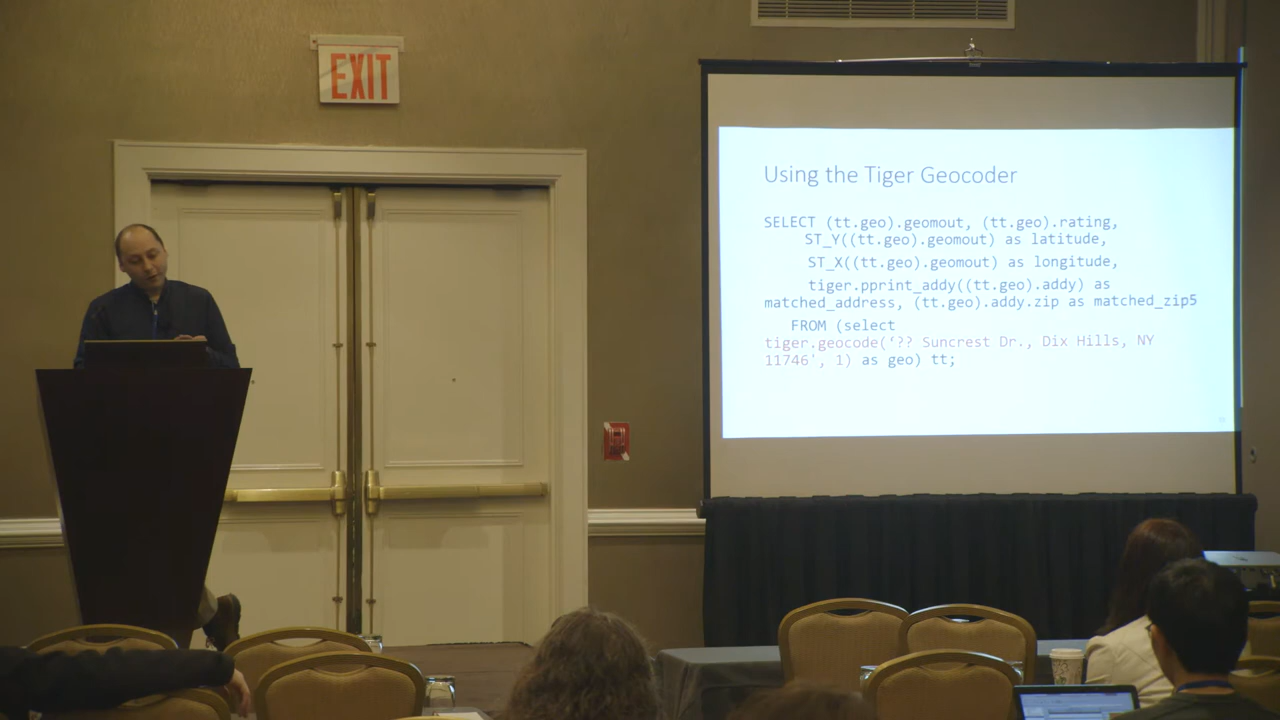 EXIT
Using the Tiger Geocoder
SELECT (tt.geo).geomout, (tt.geo).rating,
ST_Y((tt.geo).geomout) as latitude,
ST_X((tt.geo).geomout) as longitude,
tiger.pprint_addy((tt.geo).addy) as
matched_address, (tt.geo).addy.zip as matched_zip5
FROM (select
tiger.geocode(‘?? Suncrest Dr., Dix Hills, NY
11746', 1) as geo) tt;